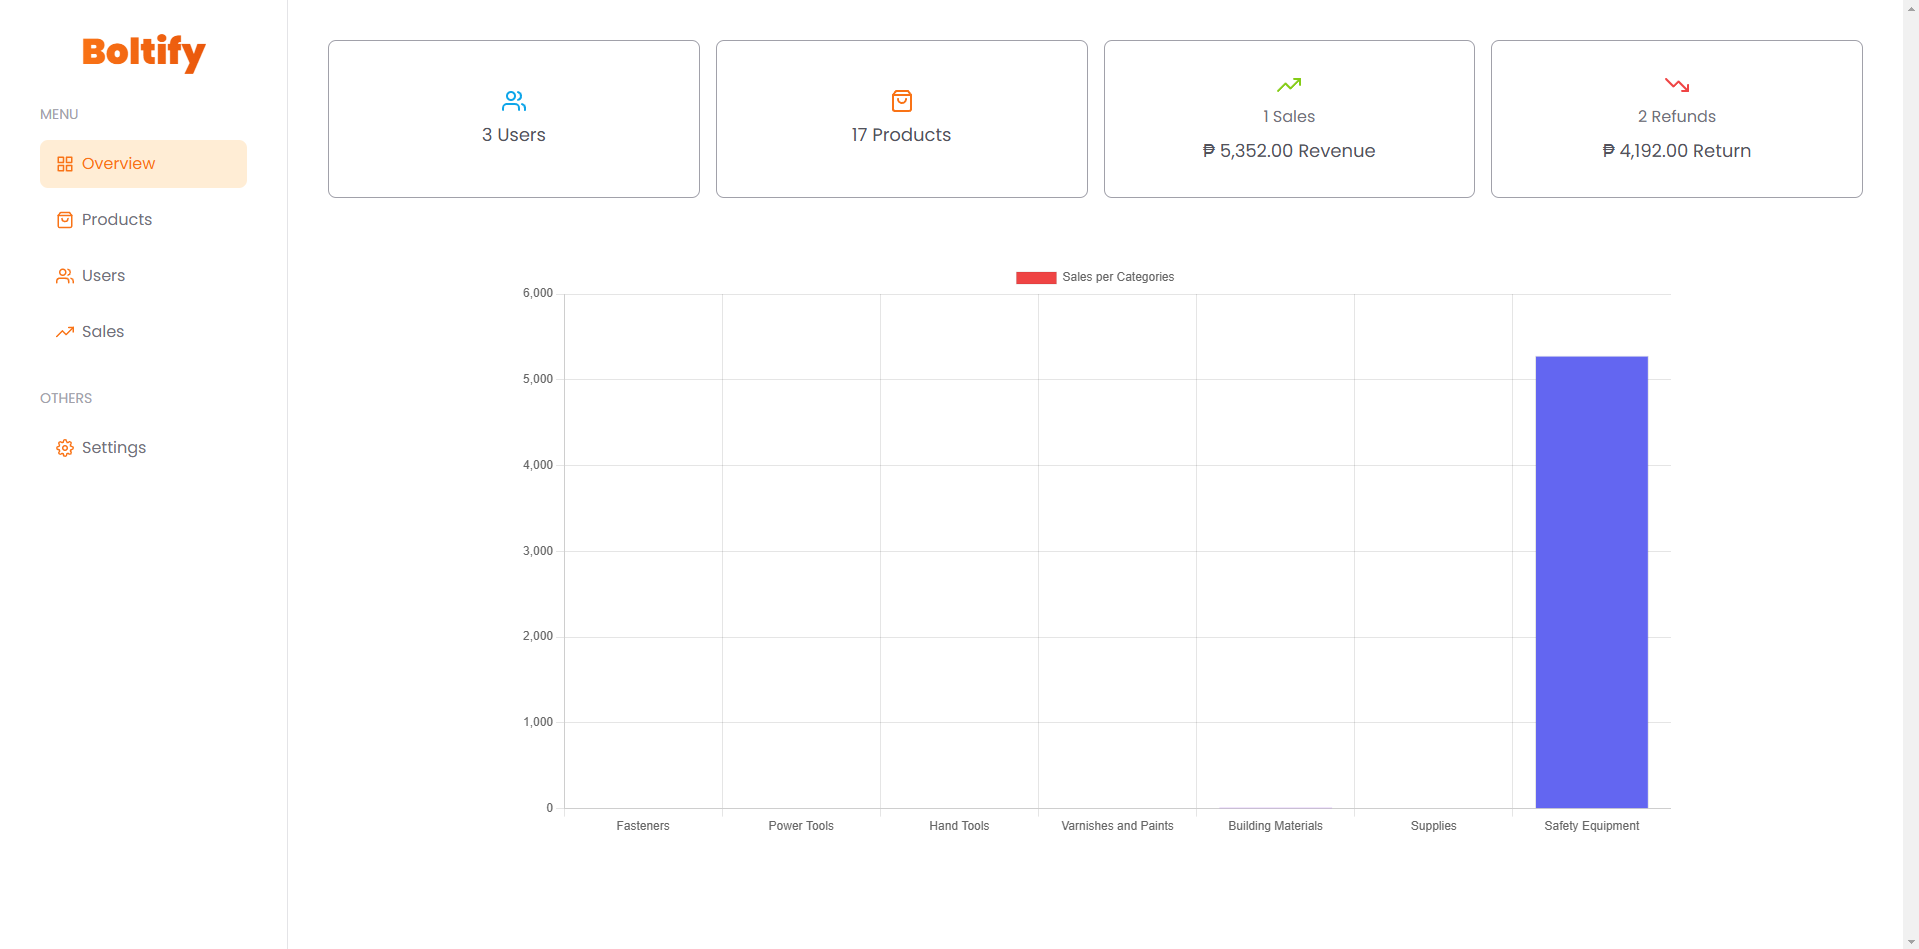 Boltify
MENU
Overview
Products
Users
Sales
OTHERS
Settings
3 Users
17 Products
1 Sales
₱ 5,352.00 Revenue
2 Refunds
₱ 4,192.00 Return
Sales per Categories
6,000
5,000
4,000
3,000
2,000
1,000
0
Fasteners
Power Tools
Hand Tools
Varnishes and Paints
Building Materials
Supplies
Safety Equipment